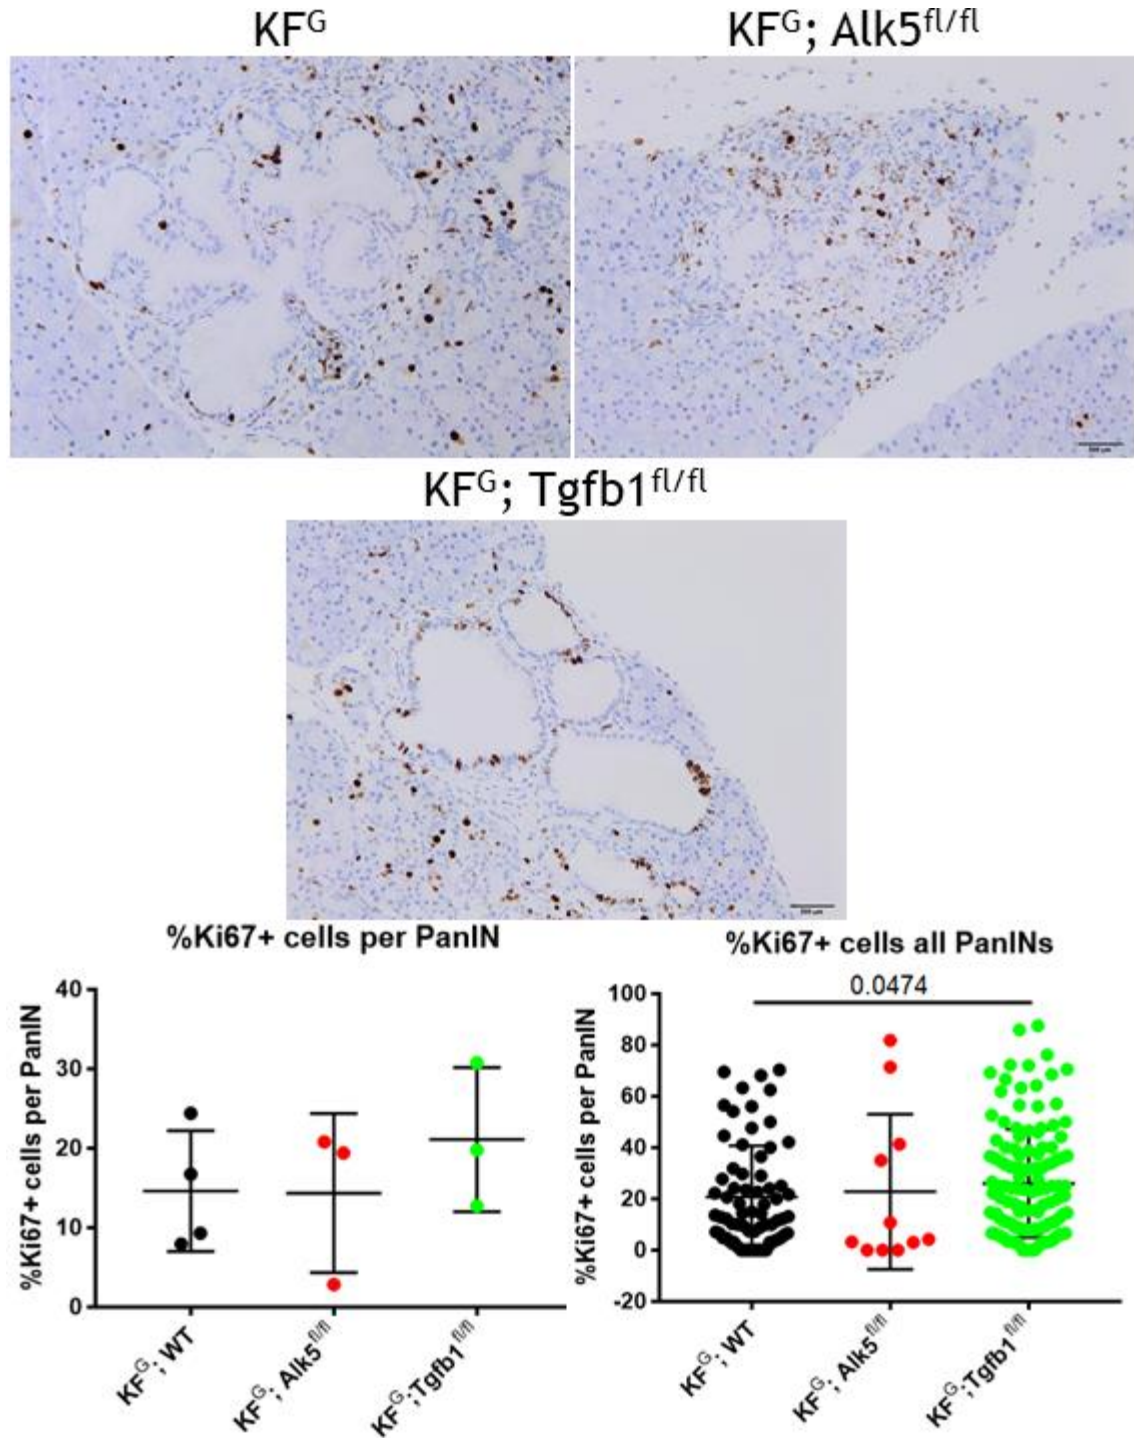 KFG
KFG; Alk5fl/fl
KFG; Tgfb1fl/fl
%Ki67+ cells per PanIN
%Ki67+ cells per PanIN
40
30
20
10
0
KFG; WT
KFG; Alk5fl/fl
KFG;Tgfb1fl/fl
%Ki67+ cells all PanINs
0.0474
%Ki67+ cells per PanIN
100
80
60
40
20
0
-20
KFG; WT
KFG; Alk5fl/fl
KFG;Tgfb1fl/fl